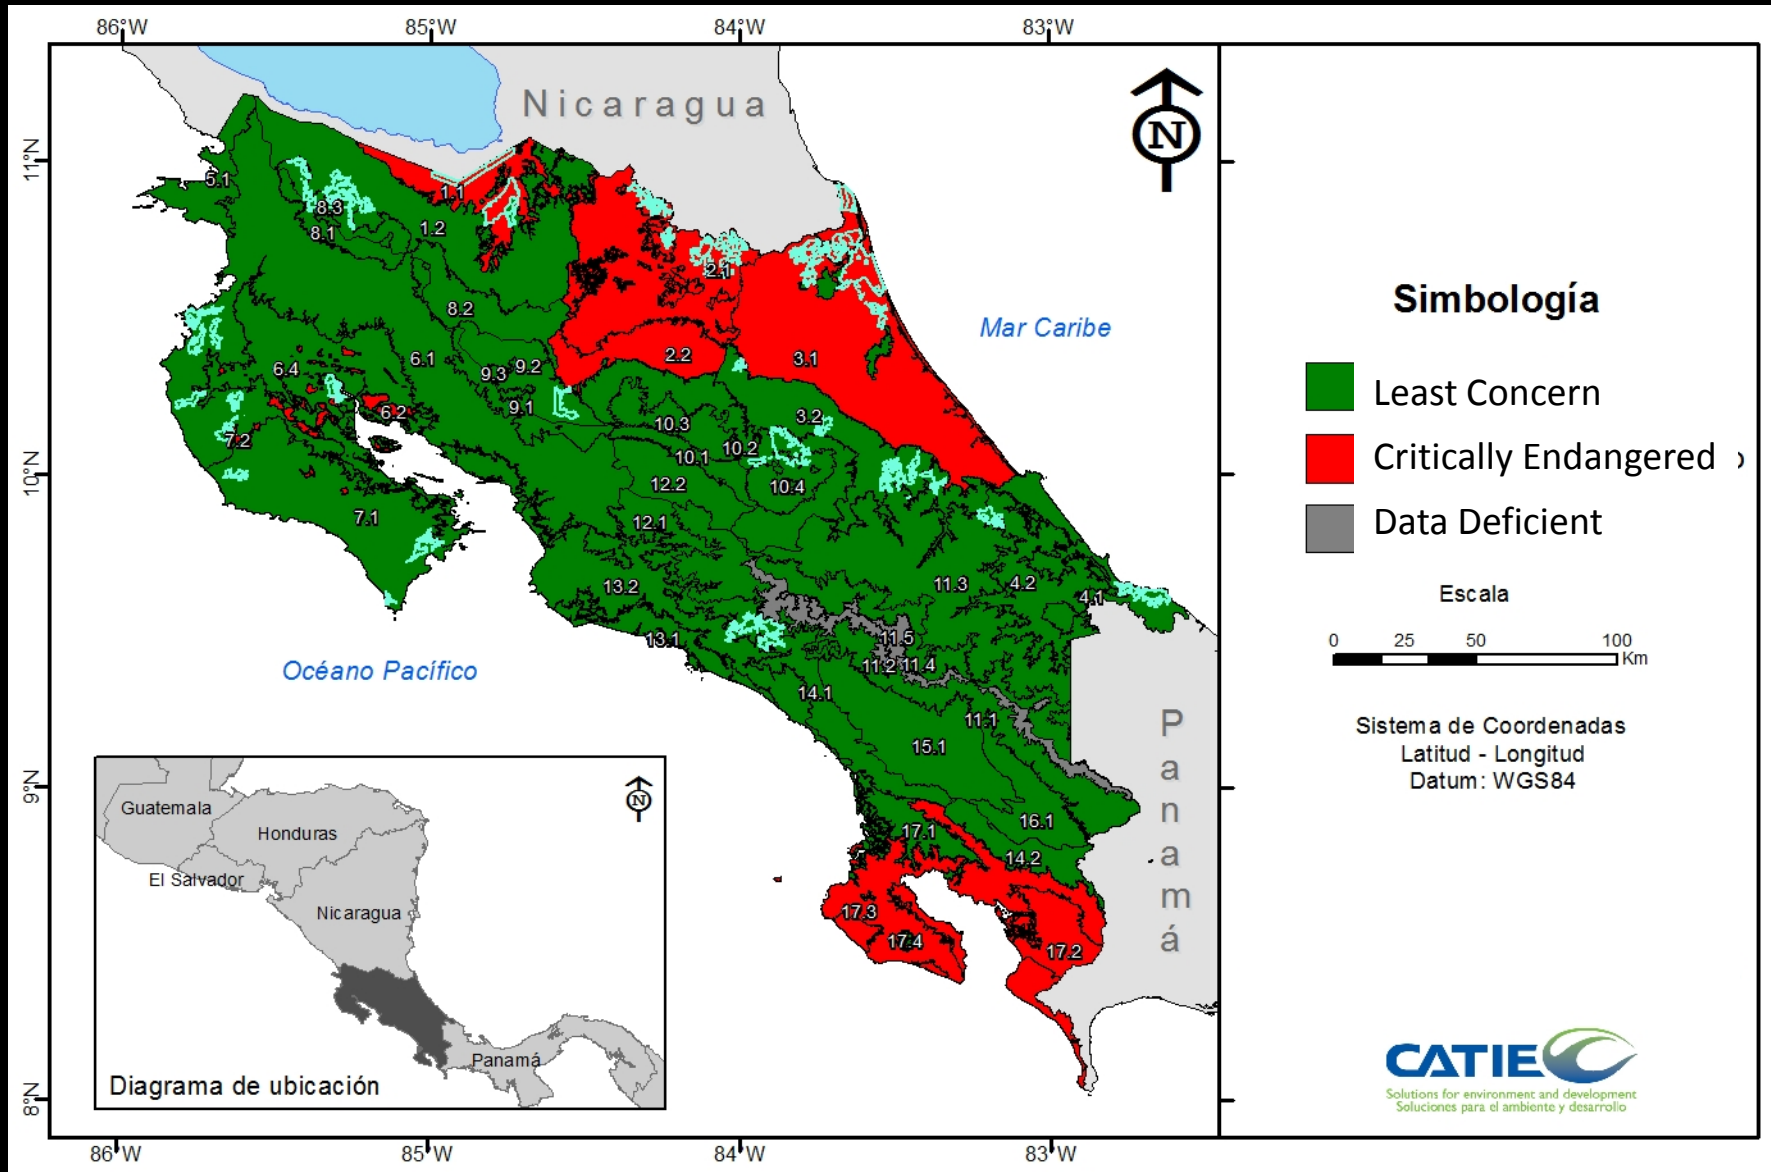 86°W 85°W 84°W 83°W
11°N
10°N
9°N
8°N
86°W 85°W 84°W 83°W
Nicaragua
Mar Caribe
Océano Pacífico
Panamá
5.1
1.1
8.3
8.1
1.2
2.1
8.2
2.2
3.1
6.1
6.4
9.3
9.2
9.1
6.2
7.2
3.2
10.3
10.2
10.1
10.4
12.2
7.1
12.1
13.2
11.3
4.2
4.1
13.1
11.5
11.2
11.4
14.1
11.1
15.1
16.1
17.1
14.2
17.3
17.4
17.2
N
Simbología
Least Concern
Critically Endangered
Data Deficient
Escala
0 25 50 100
Km
Sistema de Coordenadas
Latitud - Longitud
Datum: WGS84
CATIE
Solutions for environment and development
Soluciones para el ambiente y desarrollo
N
Guatemala
Honduras
El Salvador
Nicaragua
Panamá
Diagrama de ubicación